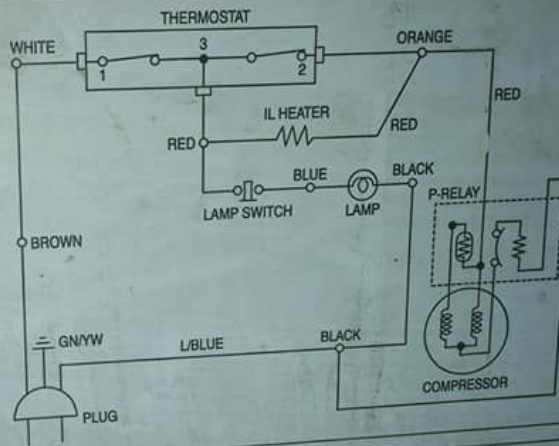 THERMOSTAT
WHITE
3
ORANGE
1
2
IL HEATER
RED
RED
RED
BLUE
BLACK
LAMP SWITCH
LAMP
P-RELAY
BROWN
GN/YW
L/BLUE
BLACK
COMPRESSOR
PLUG